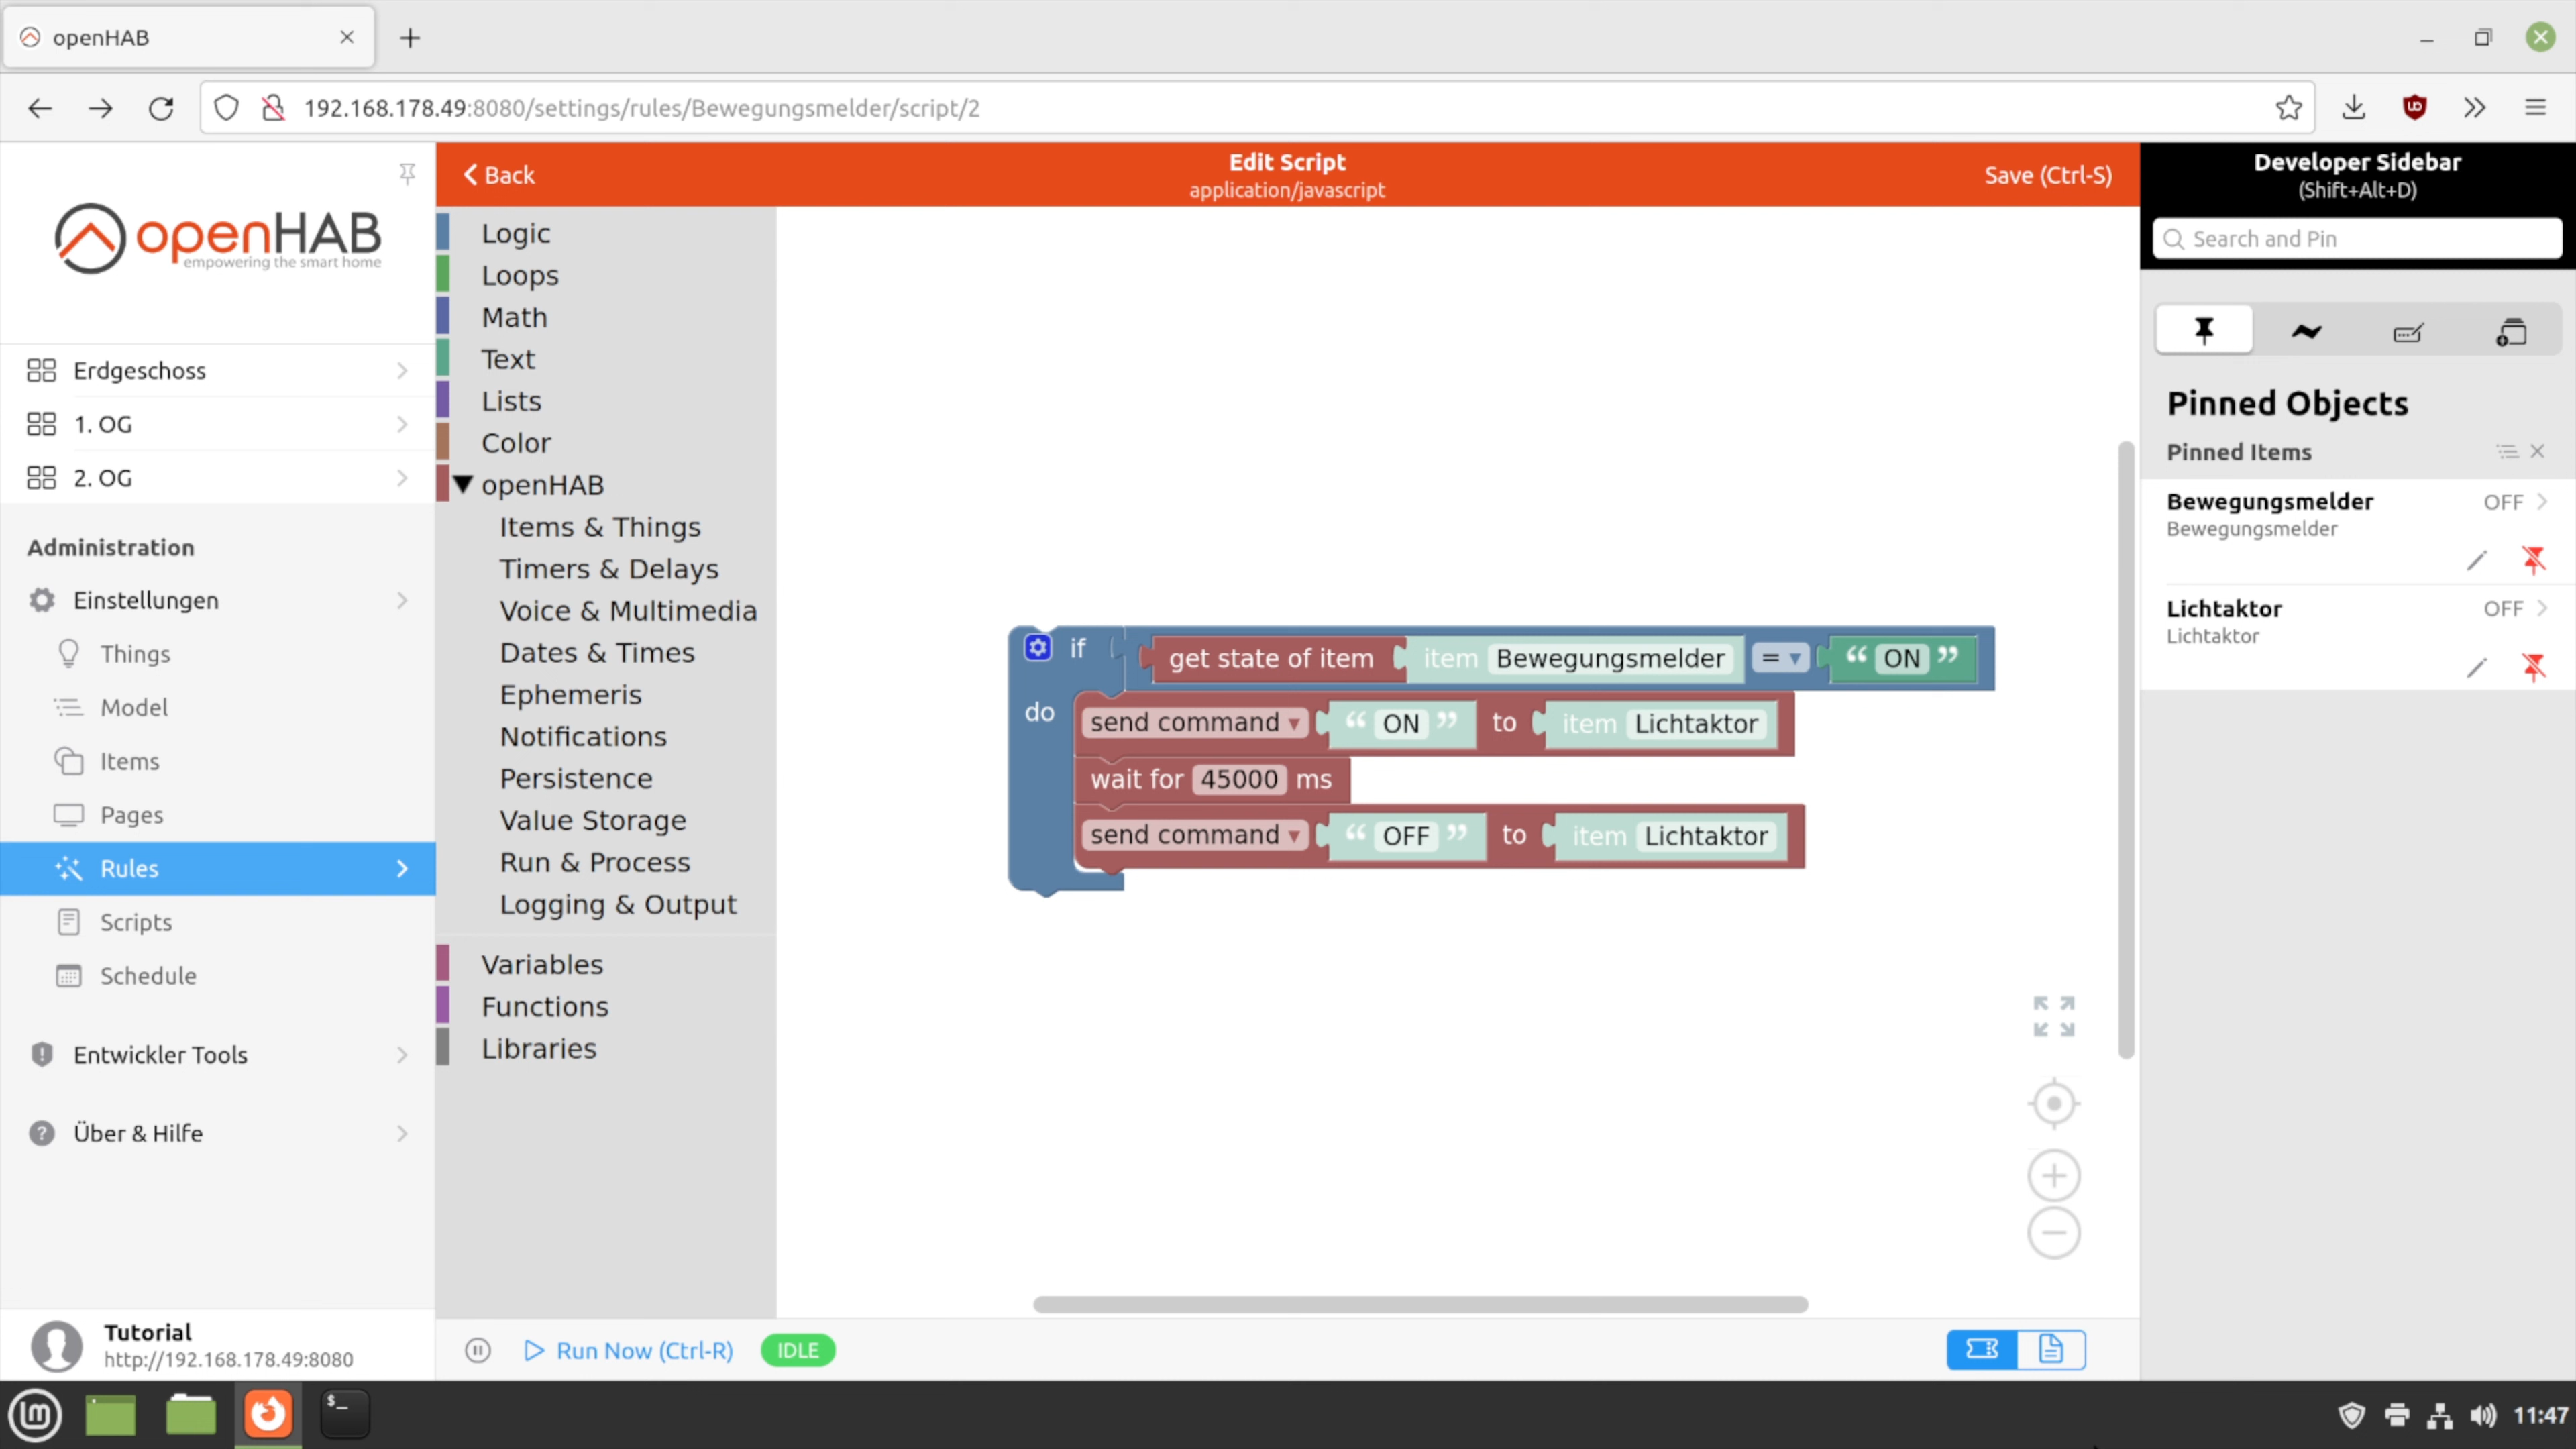 openHAB
192.168.178.49:8080/settings/rules/Bewegungsmelder/script/2
openHAB
empowering the smart home
Erdgeschoss
1. OG
2. OG
Administration
Einstellungen
Things
Model
Items
Pages
Rules
Scripts
Schedule
Entwickler Tools
Über & Hilfe
Tutorial
http://192.168.178.49:8080
Back
Edit Script
application/javascript
Save (Ctrl-S)
Logic
Loops
Math
Text
Lists
Color
openHAB
Items & Things
Timers & Delays
Voice & Multimedia
Dates & Times
Ephemeris
Notifications
Persistence
Value Storage
Run & Process
Logging & Output
Variables
Functions
Libraries
if get state of item item Bewegungsmelder = “ ON ”
do send command “ ON ” to item Lichtaktor
wait for 45000 ms
send command “ OFF ” to item Lichtaktor
Run Now (Ctrl-R) IDLE
Developer Sidebar
(Shift+Alt+D)
Search and Pin
Pinned Objects
Pinned Items
Bewegungsmelder OFF
Bewegungsmelder
Lichtaktor OFF
Lichtaktor
11:47